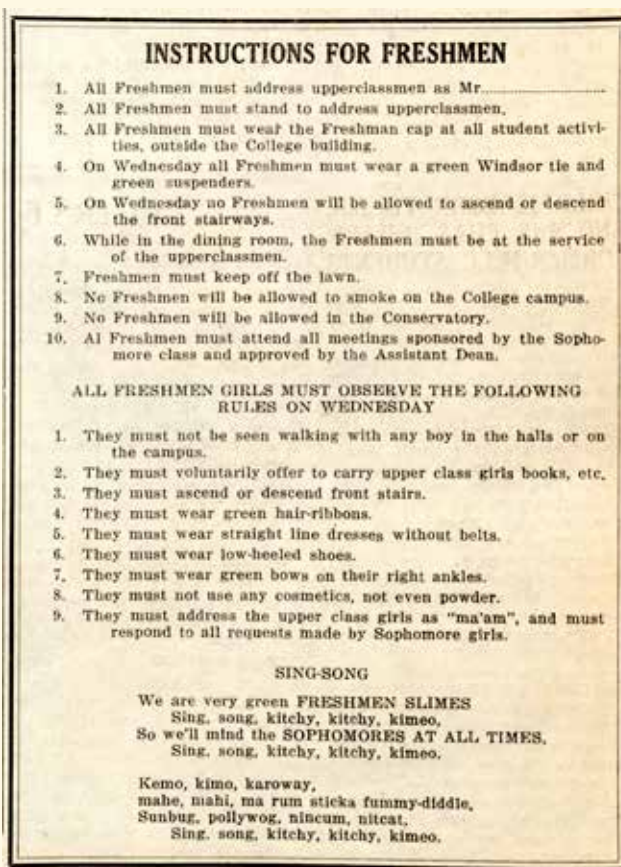 INSTRUCTIONS FOR FRESHMEN
1. All Freshmen must address upperclassmen as Mr..............................
2. All Freshmen must stand to address upperclassmen.
3. All Freshmen must wear the Freshman cap at all student activi-
ties, outside the College building.
4. On Wednesday all Freshmen must wear a green Windsor tie and
green suspenders.
5. On Wednesday no Freshmen will be allowed to ascend or descend
the front stairways.
6. While in the dining room, the Freshmen must be at the service
of the upperclassmen.
7. Freshmen must keep off the lawn.
8. No Freshmen will be allowed to smoke on the College campus.
9. No Freshmen will be allowed in the Conservatory.
10. Al Freshmen must attend all meetings sponsored by the Sopho-
more class and approved by the Assistant Dean.
ALL FRESHMEN GIRLS MUST OBSERVE THE FOLLOWING
RULES ON WEDNESDAY
1. They must not be seen walking with any boy in the halls or on
the campus.
2. They must voluntarily offer to carry upper class girls books, etc.
3. They must ascend or descend front stairs.
4. They must wear green hair-ribbons.
5. They must wear straight line dresses without belts.
6. They must wear low-heeled shoes.
7. They must wear green bows on their right ankles.
8. They must not use any cosmetics, not even powder.
9. They must address the upper class girls as "ma'am", and must
respond to all requests made by Sophomore girls.
SING-SONG
We are very green FRESHMEN SLIMES
Sing, song, kitchy, kitchy, kimeo,
So we'll mind the SOPHOMORES AT ALL TIMES,
Sing, song, kitchy, kitchy, kimeo.
Kemo, kimo, karoway,
mahe, mahi, ma rum sticka fummy-diddle,
Sunbug, pollywog, nincum, nitcat,
Sing, song, kitchy, kitchy, kimeo.